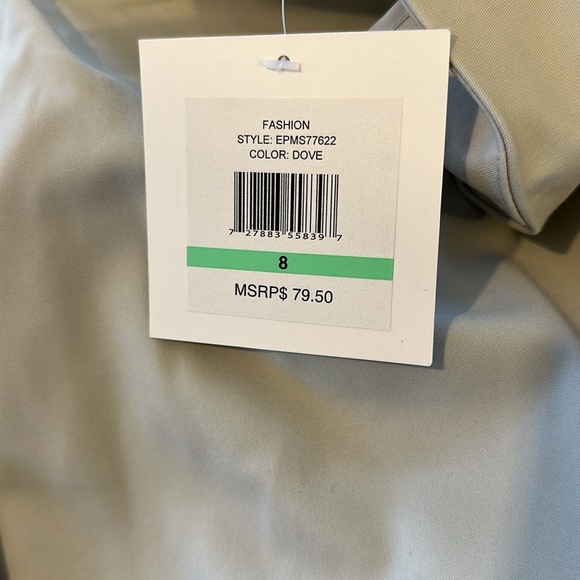 FASHION
STYLE: EPMS77622
COLOR: DOVE
7 27883 55839 7
8
MSRP$ 79.50